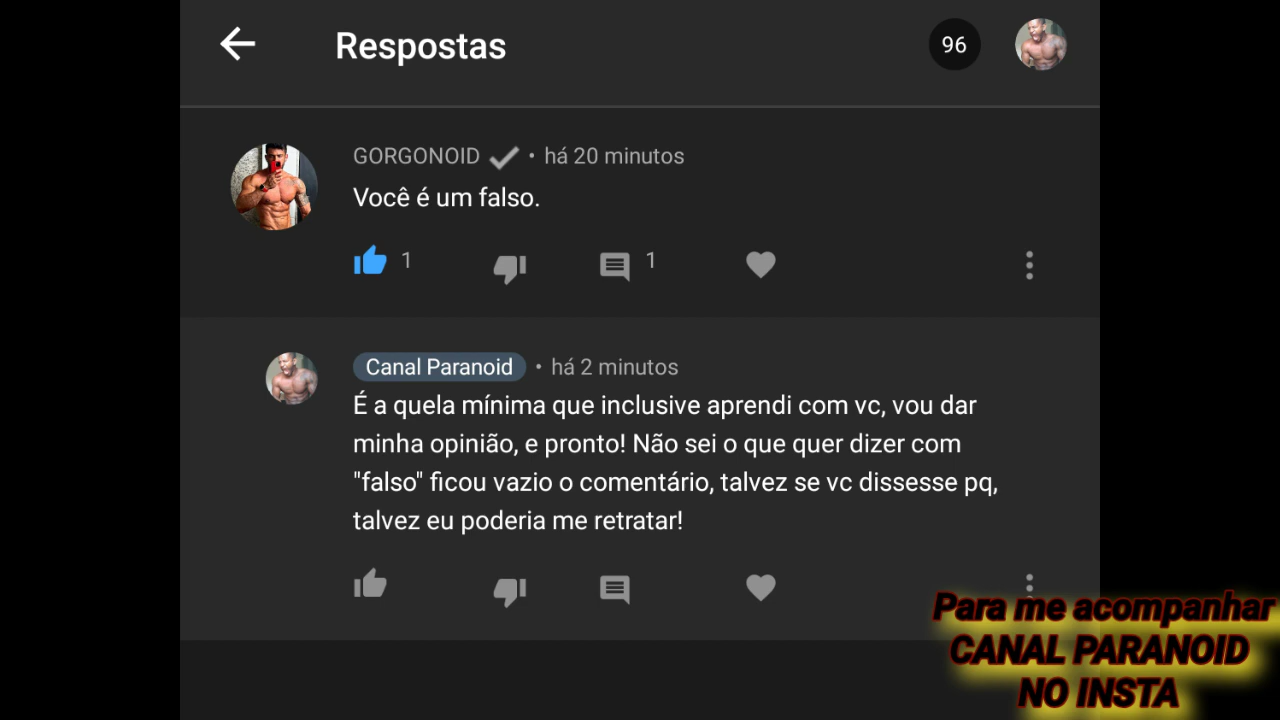 Respostas
96
GORGONOID • há 20 minutos
Você é um falso.
1
1
Canal Paranoid • há 2 minutos
É a quela mínima que inclusive aprendi com vc, vou dar
minha opinião, e pronto! Não sei o que quer dizer com
"falso" ficou vazio o comentário, talvez se vc dissesse pq,
talvez eu poderia me retratar!
Para me acompanhar
CANAL PARANOID
NO INSTA